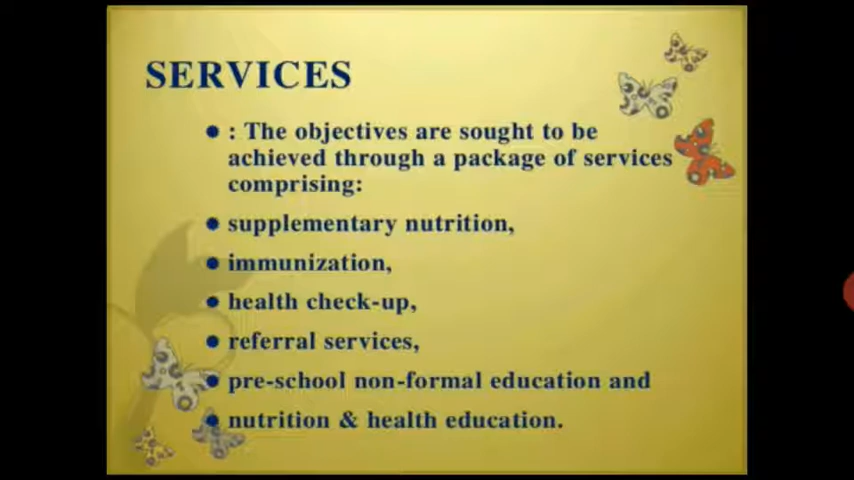 SERVICES
: The objectives are sought to be
achieved through a package of services
comprising:
supplementary nutrition,
immunization,
health check-up,
referral services,
pre-school non-formal education and
nutrition & health education.